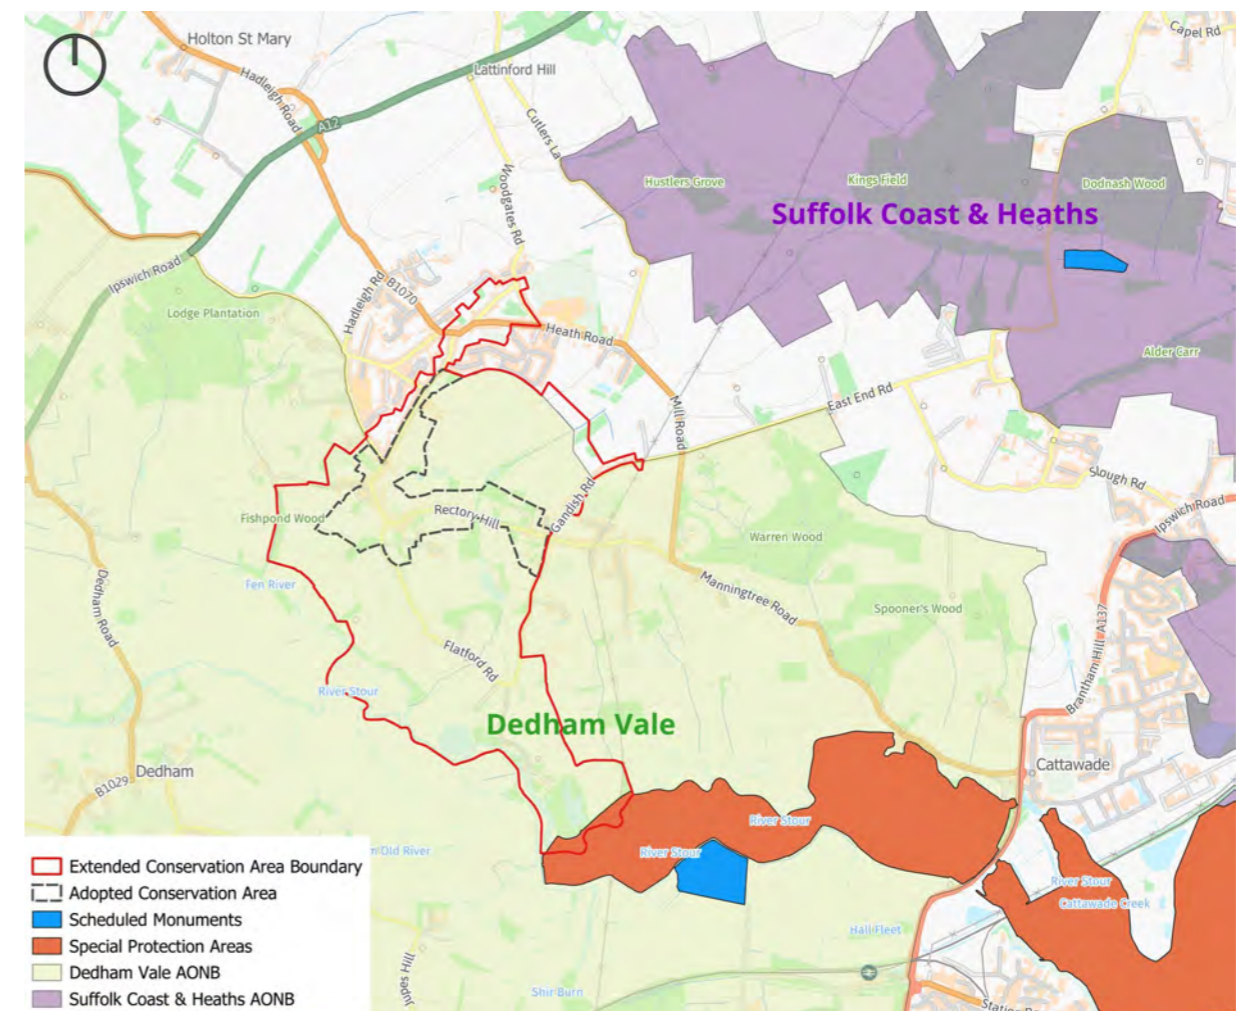 Holton St Mary
Hadleigh Road
A12
Lattinford Hill
Cutlers La
Woodgates Rd
Capel Rd
Hustlers Grove
Kings Field
Dodnash Wood
Suffolk Coast & Heaths
Ipswich Road
Lodge Plantation
Hadleigh Rd
B1070
Heath Road
Mill Road
East End Rd
Alder Carr
Slough Rd
Ipswich Road
Fishpond Wood
Rectory Hill
Gandish Rd
Warren Wood
Fen River
Dedham Road
Manningtree Road
Spooner's Wood
Flatford Rd
Brantham Hill A137
River Stour
Dedham Vale
Cattawade
B1029
Dedham
River Stour
River Stour
River Stour
Cattawade Creek
Old River
Jupes Hill
Hall Fleet
Shir Burn
Extended Conservation Area Boundary
Adopted Conservation Area
Scheduled Monuments
Special Protection Areas
Dedham Vale AONB
Suffolk Coast & Heaths AONB